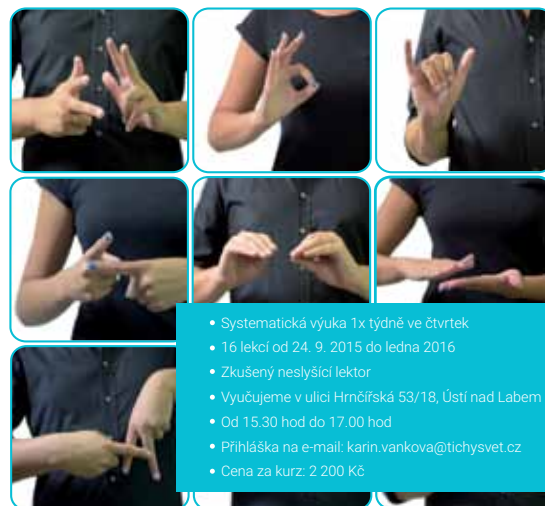 • Systematická výuka 1x týdně ve čtvrtek
• 16 lekcí od 24. 9. 2015 do ledna 2016
• Zkušený neslyšící lektor
• Vyučujeme v ulici Hrnčířská 53/18, Ústí nad Labem
• Od 15.30 hod do 17.00 hod
• Přihláška na e-mail: karin.vankova@tichysvet.cz
• Cena za kurz: 2 200 Kč